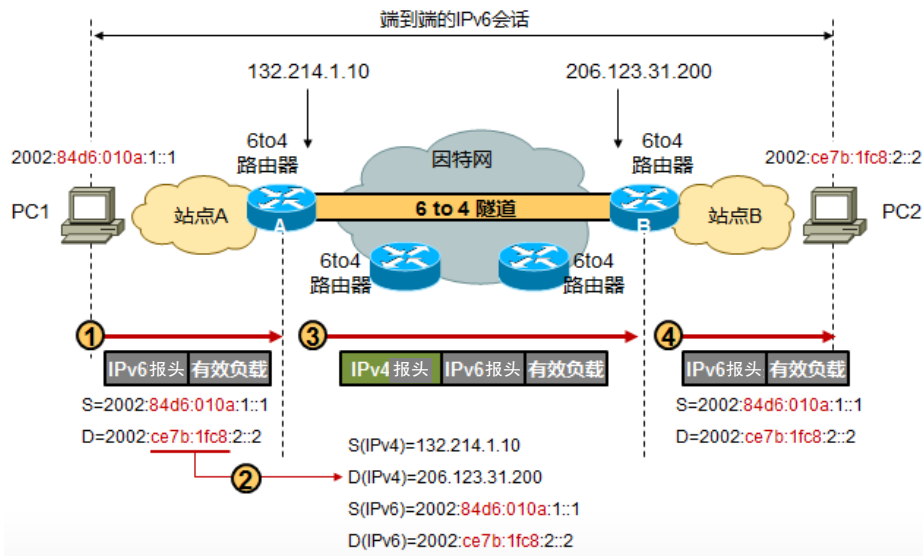 端到端的IPv6会话
132.214.1.10
206.123.31.200
2002:84d6:010a:1::1
6to4
路由器
因特网
6to4
路由器
2002:ce7b:1fc8:2::2
PC1
站点A
A
6 to 4 隧道
B
站点B
PC2
6to4
路由器
6to4
路由器
1
3
4
IPv6报头 有效负载
IPv4 报头 IPv6报头 有效负载
IPv6报头 有效负载
S=2002:84d6:010a:1::1
D=2002:ce7b:1fc8:2::2
S=2002:84d6:010a:1::1
D=2002:ce7b:1fc8:2::2
2
S(IPv4)=132.214.1.10
D(IPv4)=206.123.31.200
S(IPv6)=2002:84d6:010a:1::1
D(IPv6)=2002:ce7b:1fc8:2::2